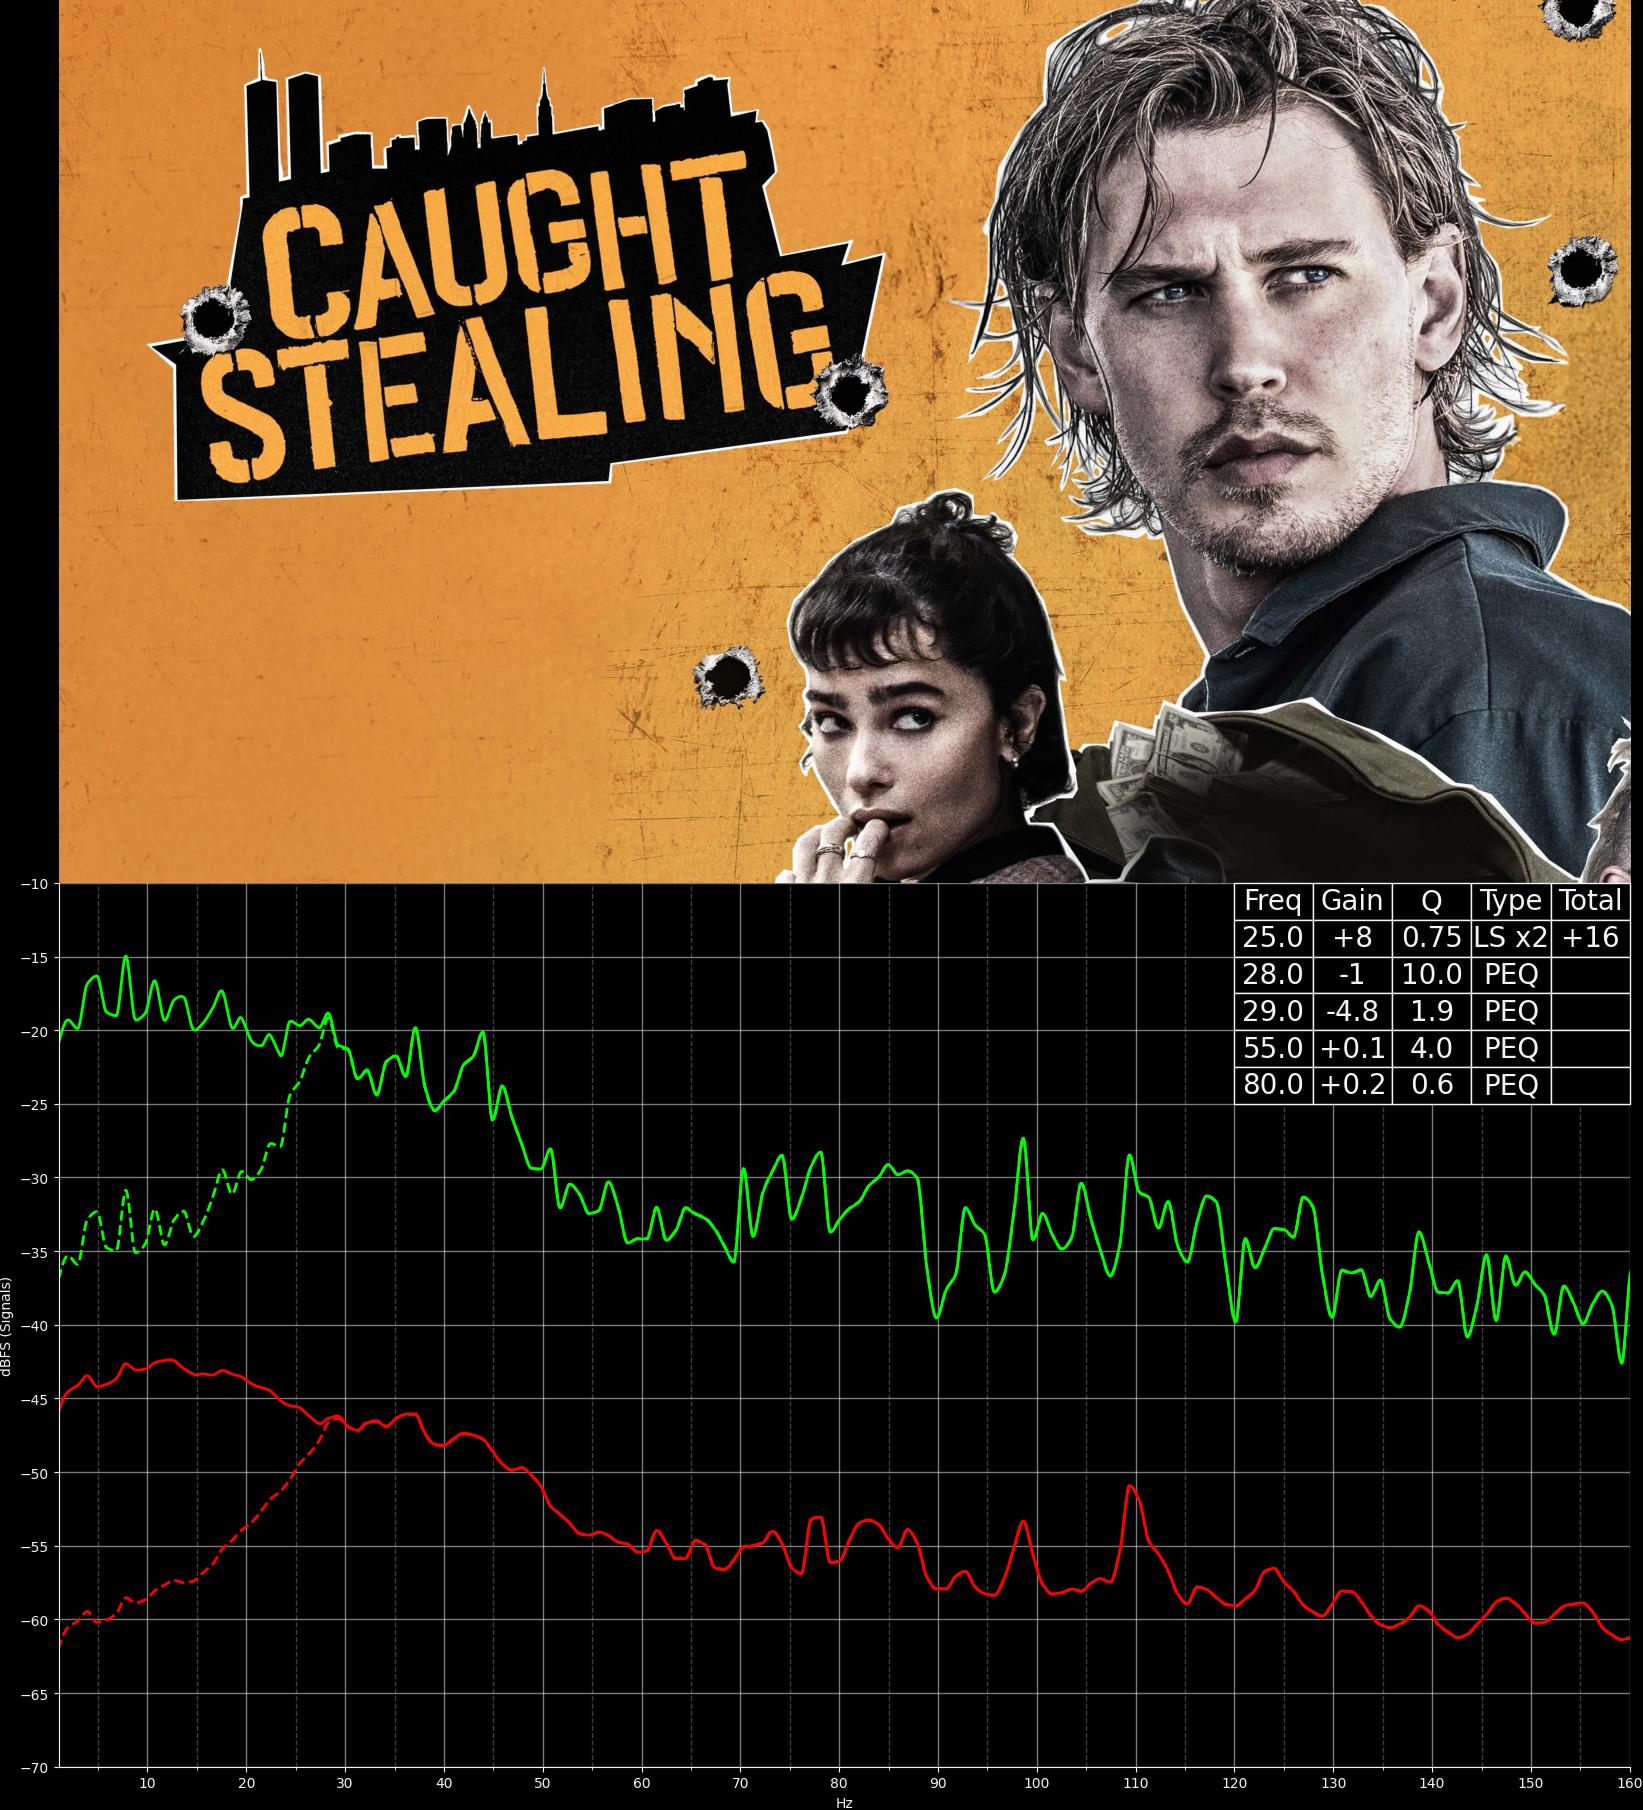 CAUGHT
STEALING
Freq Gain Q Type Total
25.0 +8 0.75 LS x2 +16
28.0 -1 10.0 PEQ
29.0 -4.8 1.9 PEQ
55.0 +0.1 4.0 PEQ
80.0 +0.2 0.6 PEQ
−10
−15
−20
−25
−30
−35
−40
−45
−50
−55
−60
−65
−70
dBFS (Signals)
10 20 30 40 50 60 70 80 90 100 110 120 130 140 150 160
Hz